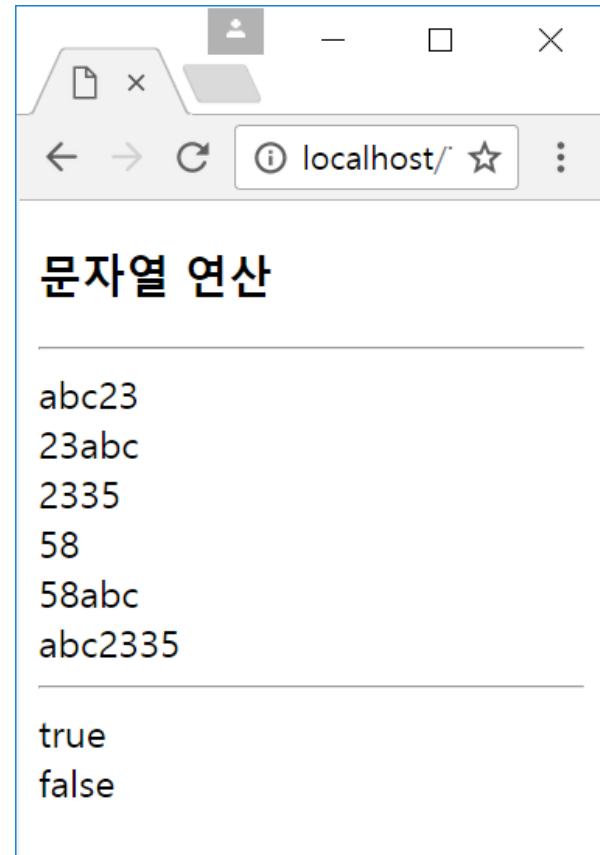 localhost/
문자열 연산
abc23
23abc
2335
58
58abc
abc2335
true
false